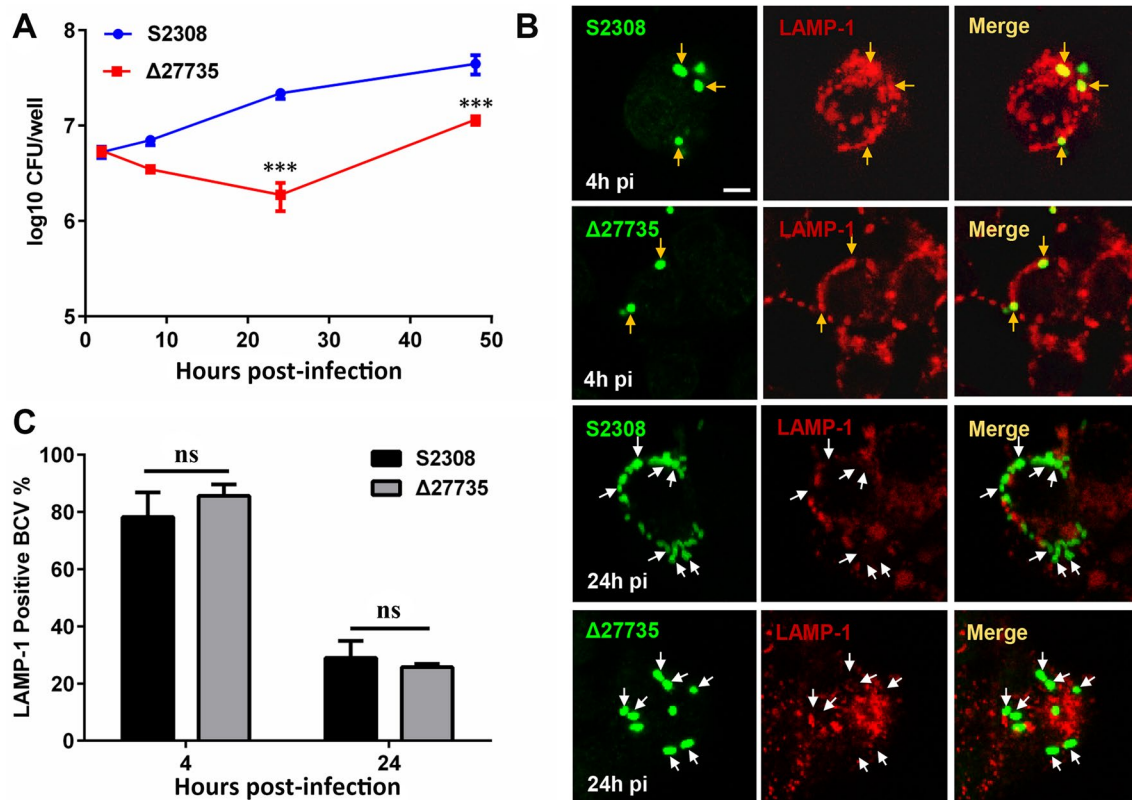 A
S2308
Δ27735
8
7
6
5
***
***
0
10
20
30
40
50
log10 CFU/well
Hours post-infection
B
S2308
LAMP-1
Merge
4h pi
Δ27735
LAMP-1
Merge
4h pi
S2308
LAMP-1
Merge
24h pi
Δ27735
LAMP-1
Merge
24h pi
C
ns
ns
S2308
Δ27735
100
80
60
40
20
0
4
24
LAMP-1 Positive BCV %
Hours post-infection